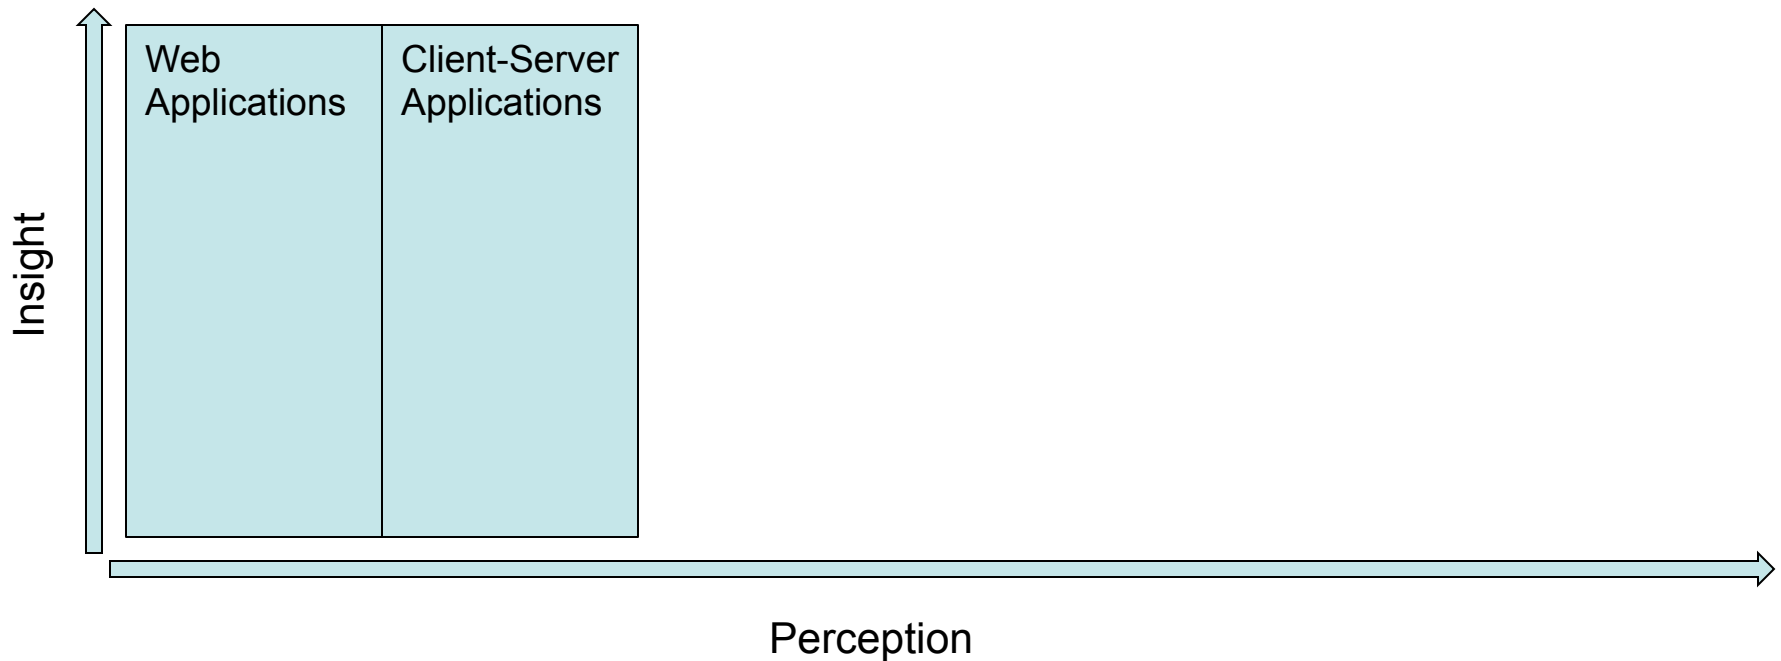 Web
Applications
Client-Server
Applications
Insight
Perception